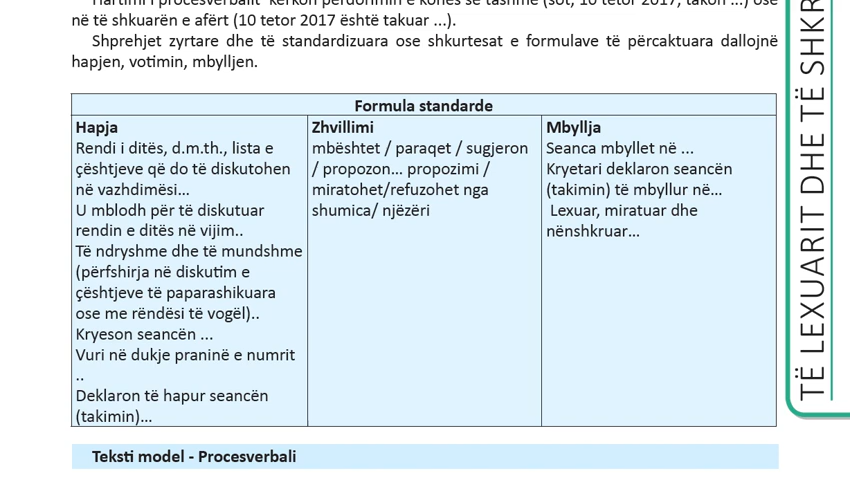 Hartimi i procesverbalit kërkon përdorimin e kohës së tashme (sot, 10 tetor 2017, takon ...) ose
në të shkuarën e afërt (10 tetor 2017 është takuar ...).
Shprehjet zyrtare dhe të standardizuara ose shkurtesat e formulave të përcaktuara dallojnë
hapjen, votimin, mbylljen.
Formula standarde
Hapja
Rendi i ditës, d.m.th., lista e
çështjeve që do të diskutohen
në vazhdimësi...
U mblodh për të diskutuar
rendin e ditës në vijim..
Të ndryshme dhe të mundshme
(përfshirja në diskutim e
çështjeve të paparashikuara
ose me rëndësi të vogël)..
Kryeson seancën ...
Vuri në dukje praninë e numrit
..
Deklaron të hapur seancën
(takimin)...
Zhvillimi
mbështet / paraqet / sugjeron
/ propozon... propozimi /
miratohet/refuzohet nga
shumica/ njëzëri
Mbyllja
Seanca mbyllet në ...
Kryetari deklaron seancën
(takimin) të mbyllur në...
Lexuar, miratuar dhe
nënshkruar...
Teksti model - Procesverbali
TË LEXUARIT DHE TË SHKR